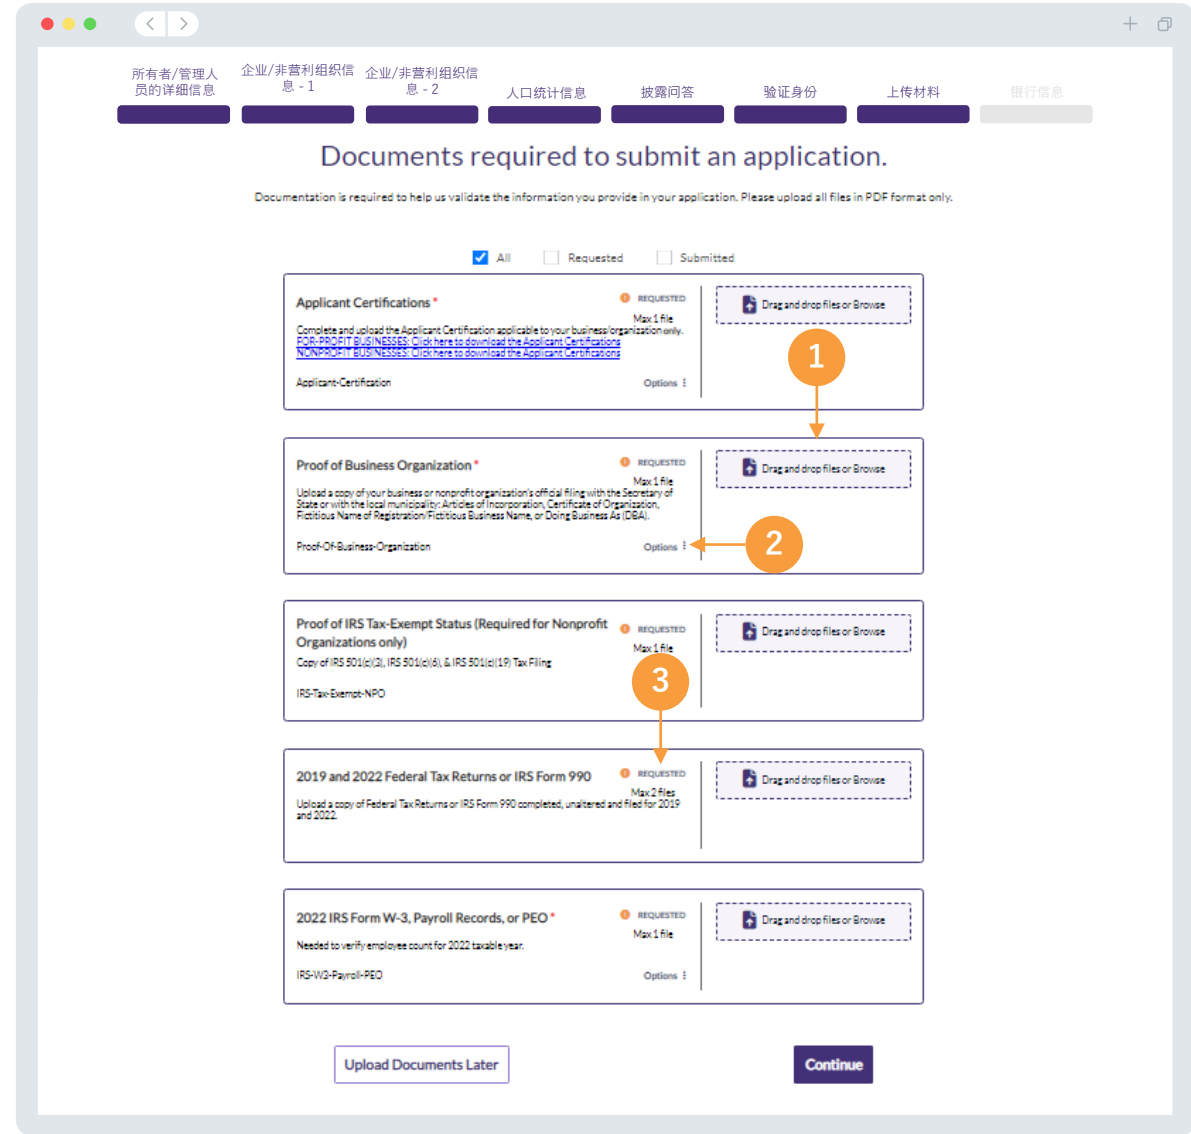 所有者/管理人
员的详细信息
企业/非营利组织信
息 - 1
企业/非营利组织信
息 - 2
人口统计信息
披露问答
验证身份
上传材料
银行信息
Documents required to submit an application.
Documentation is required to help us validate the information you provide in your application. Please upload all files in PDF format only.
All Requested Submitted
Applicant Certifications *
REQUESTED
Max 1 file
Complete and upload the Applicant Certification applicable to your business/organization only.
FOR-PROFIT BUSINESSES: Click here to download the Applicant Certifications
NONPROFIT BUSINESSES: Click here to download the Applicant Certifications
Applicant-Certification
Options
Drag and drop files or Browse
1
Proof of Business Organization *
REQUESTED
Max 1 file
Upload a copy of your business or nonprofit organization's official filing with the Secretary of
State or with the local municipality: Articles of Incorporation, Certificate of Organization,
Fictitious Name of Registration/Fictitious Business Name, or Doing Business As (DBA).
Proof-Of-Business-Organization
Options
Drag and drop files or Browse
2
Proof of IRS Tax-Exempt Status (Required for Nonprofit
Organizations only)
REQUESTED
Max 1 file
Copy of IRS 501(c)(3), IRS 501(c)(6), & IRS 501(c)(19) Tax Filing
IRS-Tax-Exempt-NPO
Drag and drop files or Browse
3
2019 and 2022 Federal Tax Returns or IRS Form 990
REQUESTED
Max 2 files
Upload a copy of Federal Tax Returns or IRS Form 990 completed, unaltered and filed for 2019
and 2022.
Drag and drop files or Browse
2022 IRS Form W-3, Payroll Records, or PEO *
REQUESTED
Max 1 file
Needed to verify employee count for 2022 taxable year.
IRS-W3-Payroll-PEO
Options
Drag and drop files or Browse
Upload Documents Later
Continue